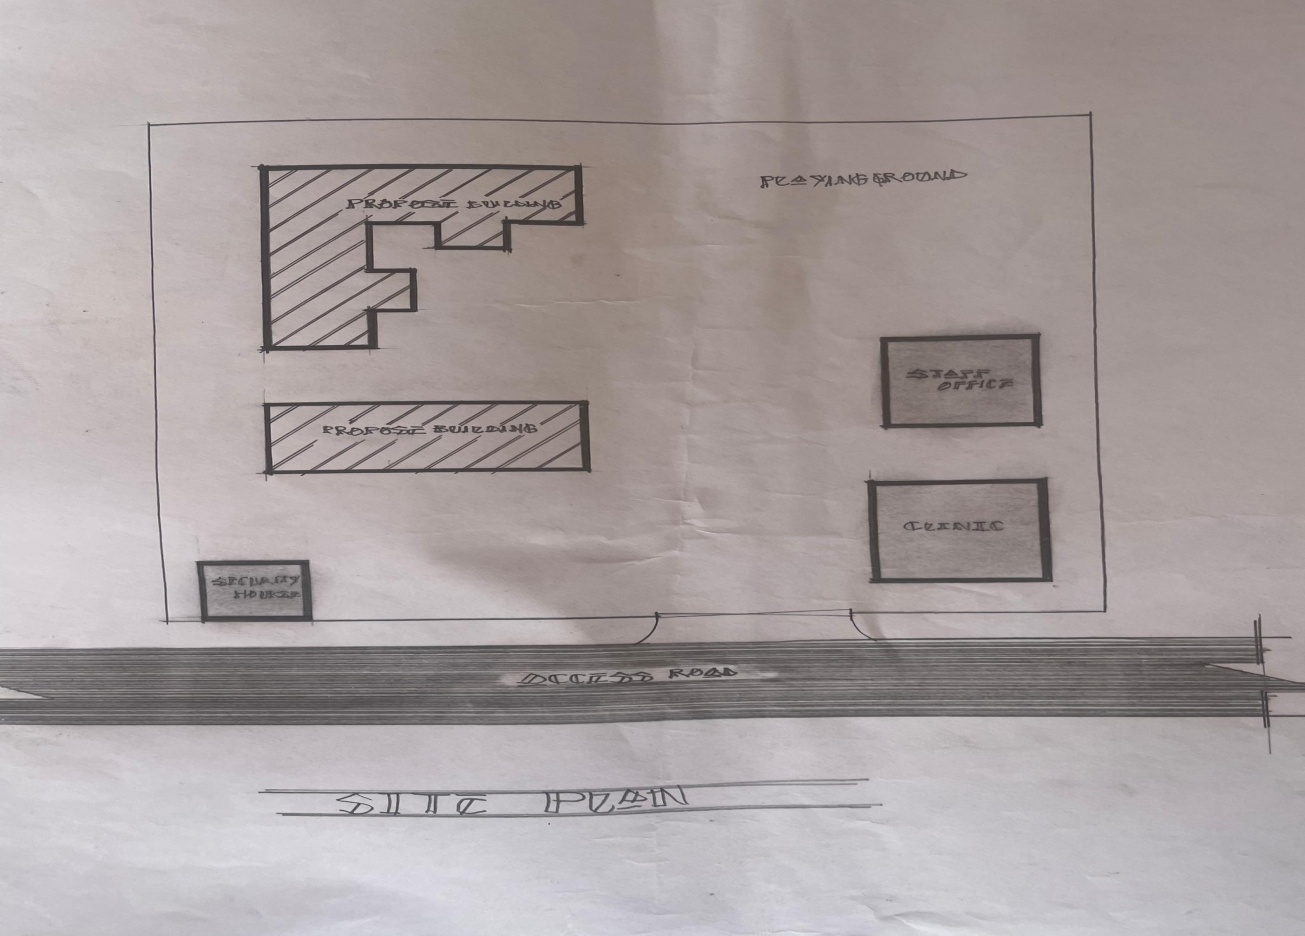 PLAYING GROUND
PROPOSE BUILDING
STAFF
OFFICE
PROPOSE BUILDING
CLINIC
SECURITY
HOUSE
ACCESS ROAD
SITE PLAN